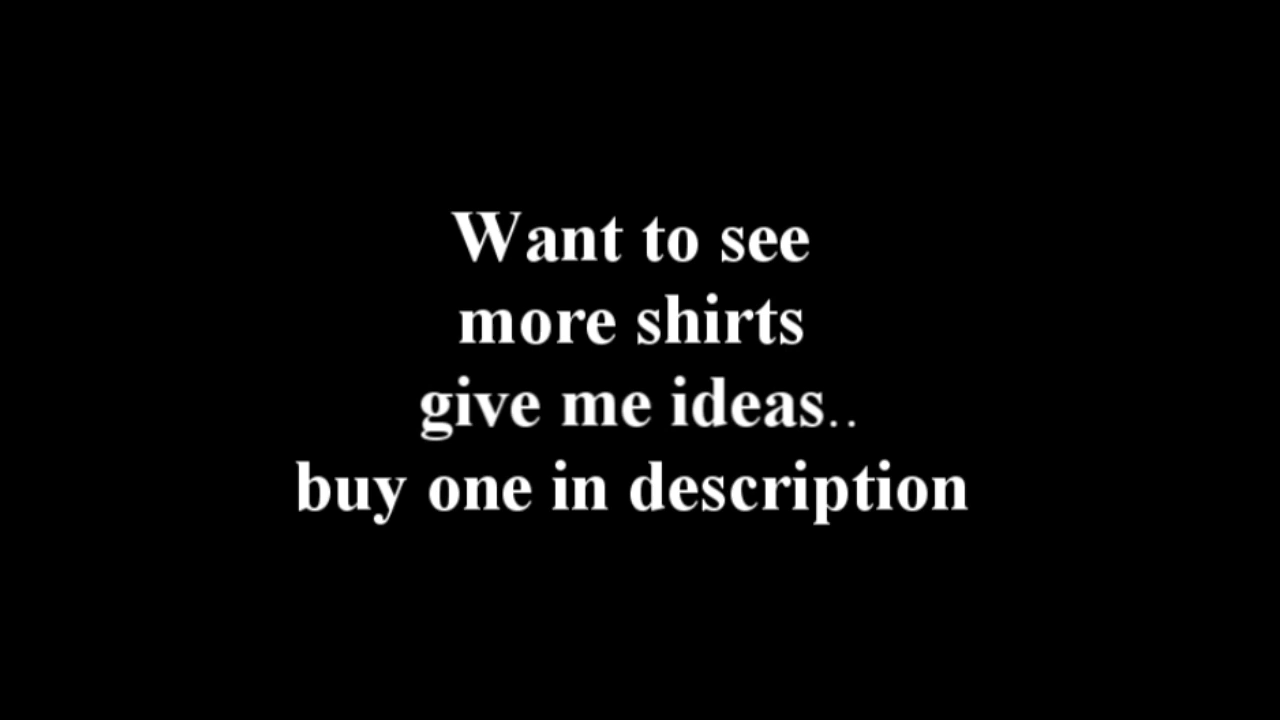 Want to see
more shirts
give me ideas..
buy one in description